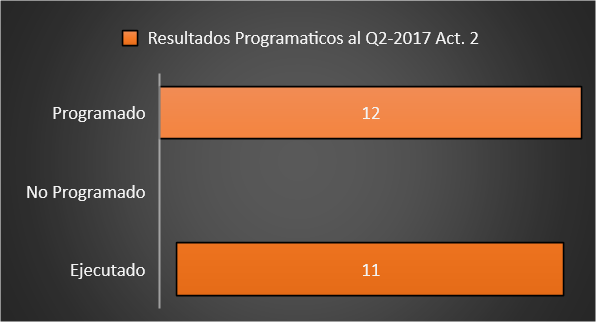 Resultados Programaticos al Q2-2017 Act. 2
Programado
12
No Programado
Ejecutado
11